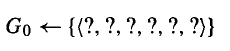 G₀ ← {⟨?, ?, ?, ?, ?, ?⟩}